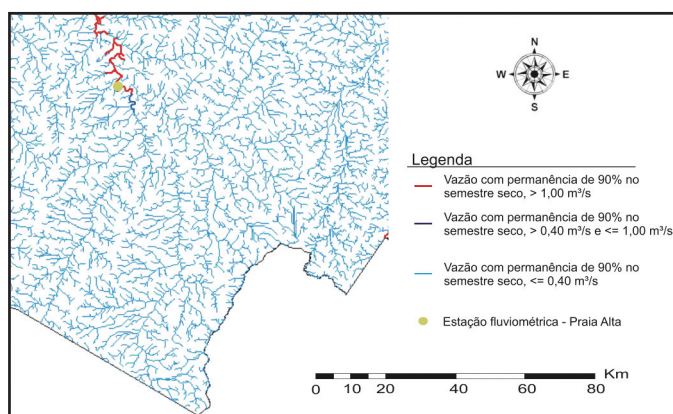 N
W E
S
Legenda
Vazão com permanência de 90% no
semestre seco, > 1,00 m³/s
Vazão com permanência de 90% no
semestre seco, > 0,40 m³/s e <= 1,00 m³/s
Vazão com permanência de 90% no
semestre seco, <= 0,40 m³/s
Estação fluviométrica - Praia Alta
Km
0 10 20 40 60 80